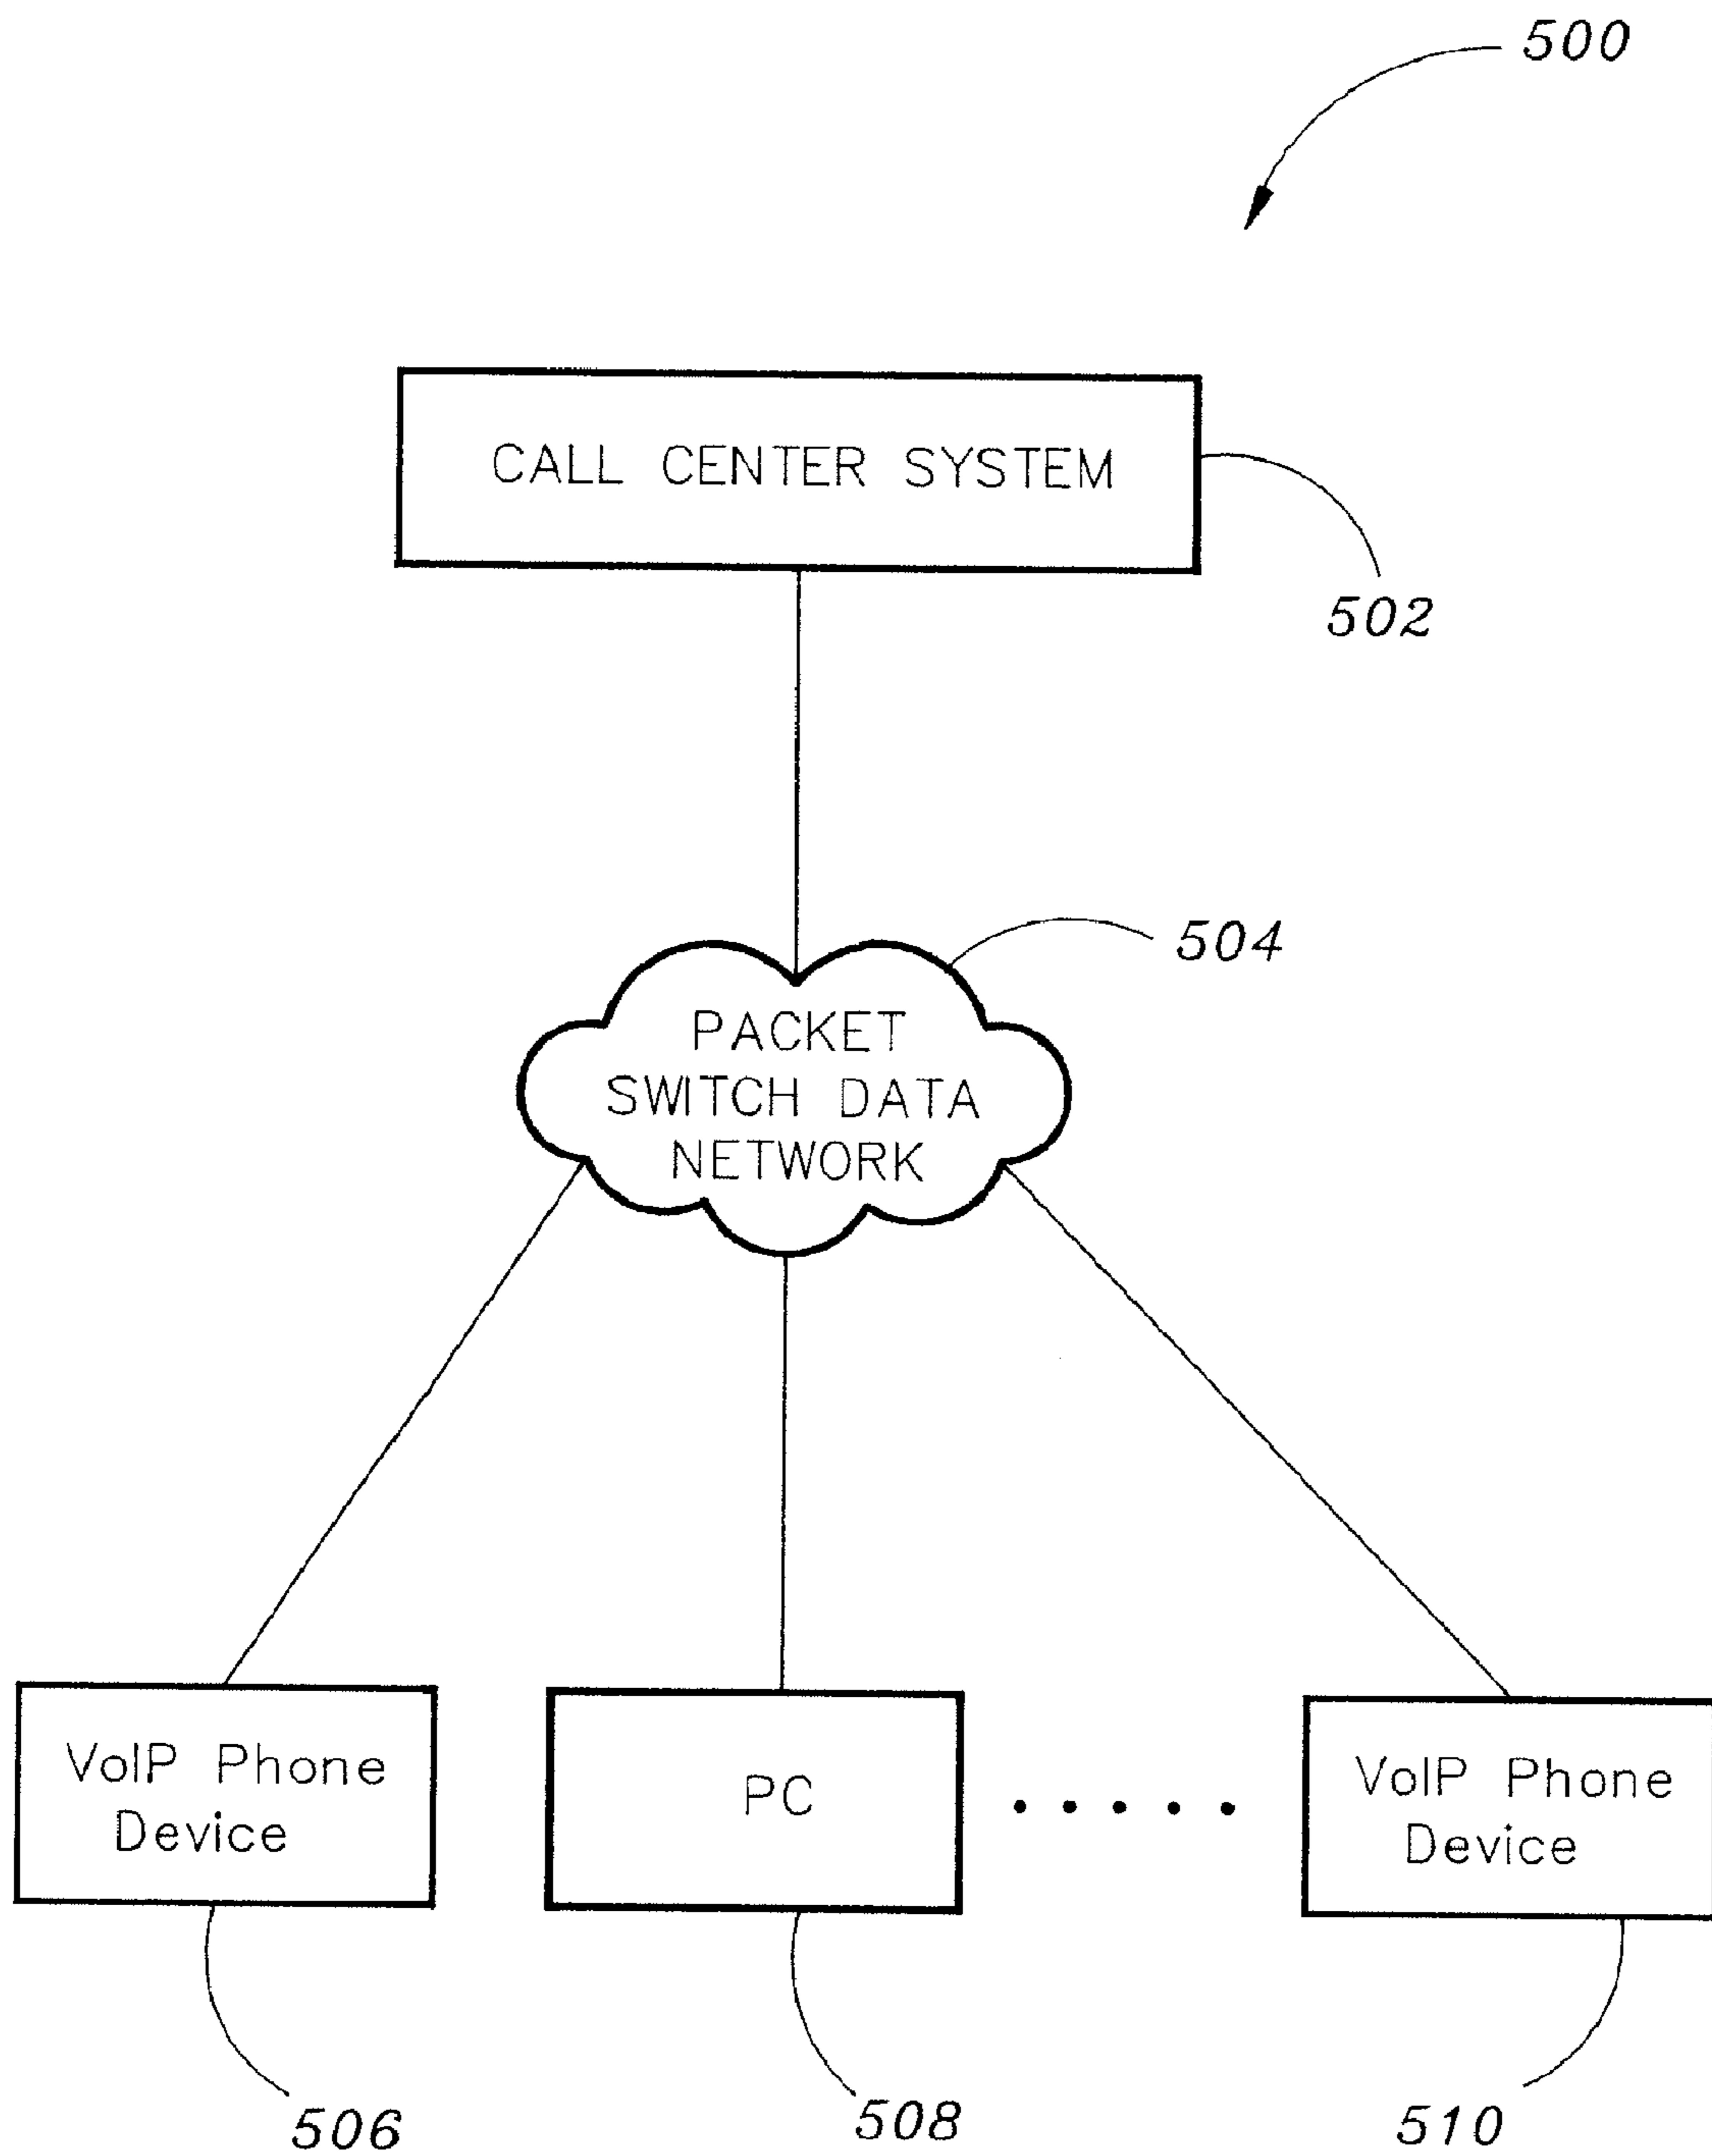 500
CALL CENTER SYSTEM
502
504
PACKET
SWITCH DATA
NETWORK
VoIP Phone
Device
PC
VoIP Phone
Device
506
508
510